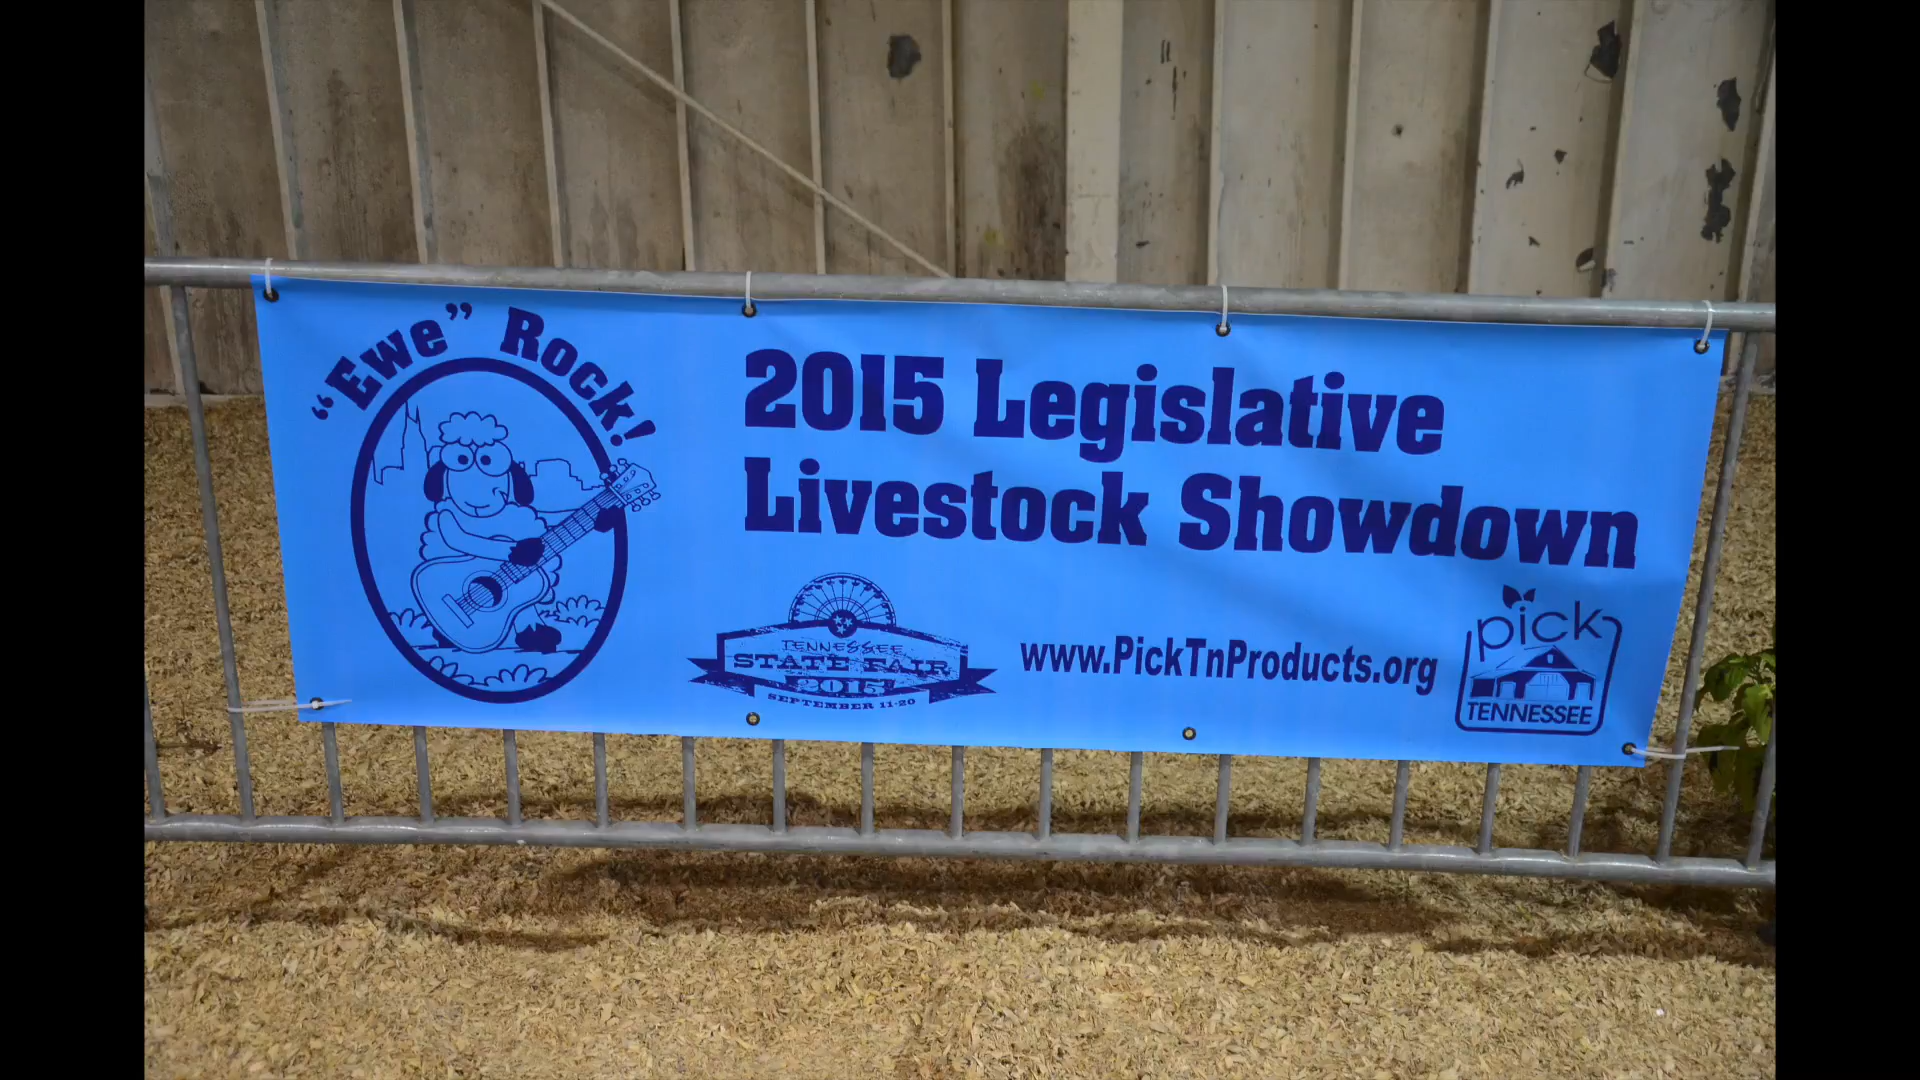 “Ewe” Rock!
2015 Legislative
Livestock Showdown
TENNESSEE
STATE FAIR
2015
SEPTEMBER 11-20
www.PickTnProducts.org
pick
TENNESSEE